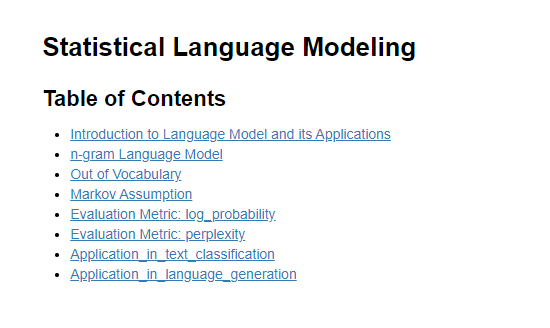 Statistical Language Modeling
Table of Contents
Introduction to Language Model and its Applications
n-gram Language Model
Out of Vocabulary
Markov Assumption
Evaluation Metric: log_probability
Evaluation Metric: perplexity
Application_in_text_classification
Application_in_language_generation